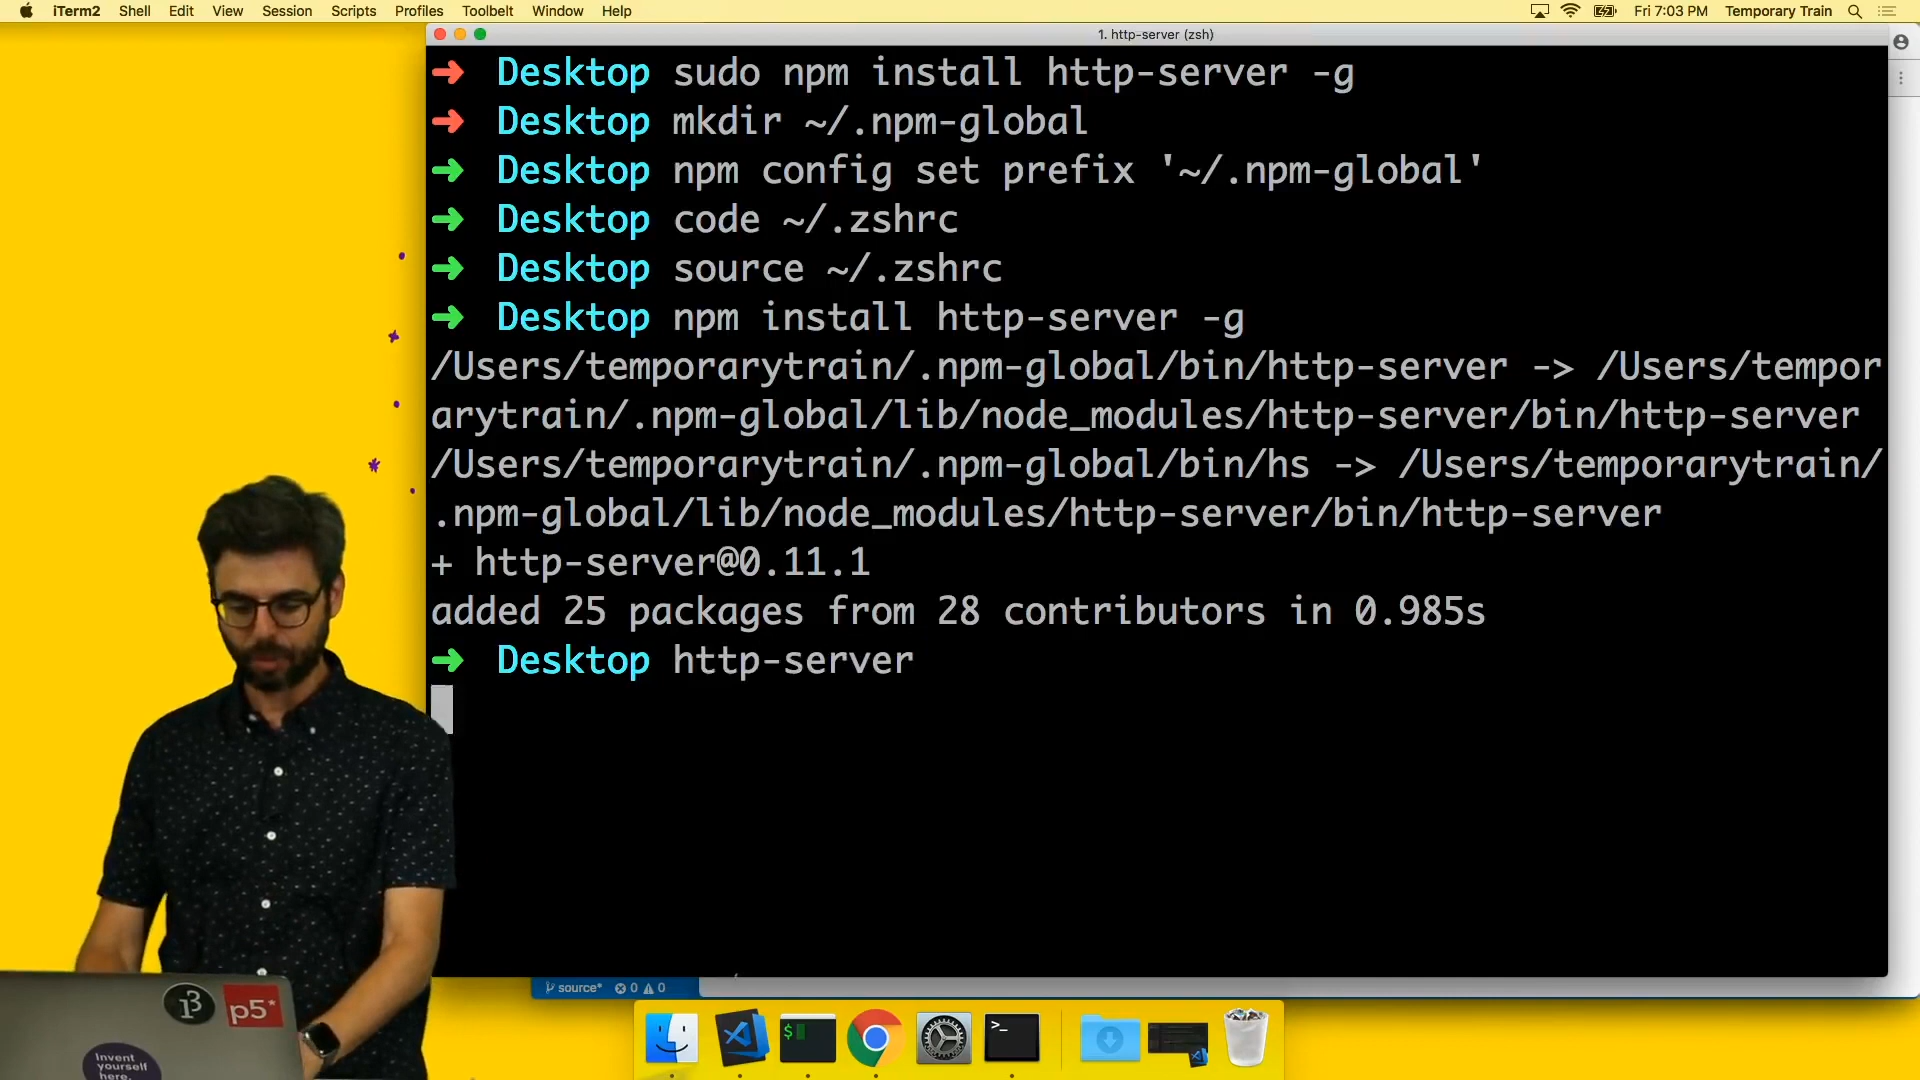 iTerm2 Shell Edit View Session Scripts Profiles Toolbelt Window Help Fri 7:03 PM Temporary Train
1. http-server (zsh)
➜ Desktop sudo npm install http-server -g
➜ Desktop mkdir ~/.npm-global
➜ Desktop npm config set prefix '~/.npm-global'
➜ Desktop code ~/.zshrc
➜ Desktop source ~/.zshrc
➜ Desktop npm install http-server -g
/Users/temporarytrain/.npm-global/bin/http-server -> /Users/tempor
arytrain/.npm-global/lib/node_modules/http-server/bin/http-server
/Users/temporarytrain/.npm-global/bin/hs -> /Users/temporarytrain/
.npm-global/lib/node_modules/http-server/bin/http-server
+ http-server@0.11.1
added 25 packages from 28 contributors in 0.985s
➜ Desktop http-server
source* 0 0
p5*
Invent
yourself
here.
$
>_